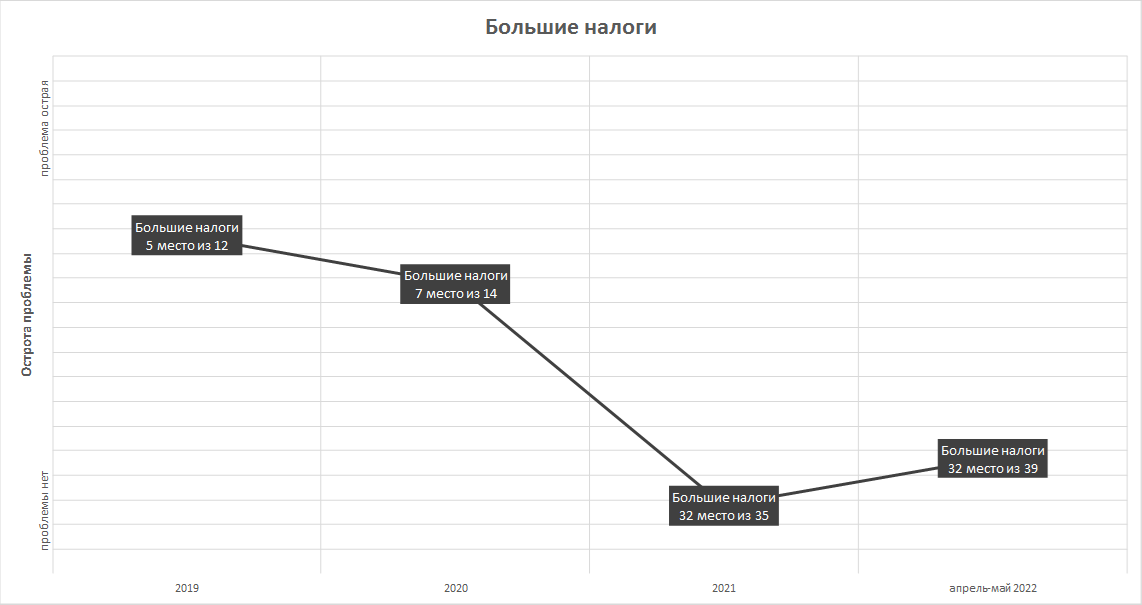 Большие налоги
проблема острая
Острота проблемы
проблемы нет
Большие налоги
5 место из 12
Большие налоги
7 место из 14
Большие налоги
32 место из 35
Большие налоги
32 место из 39
2019
2020
2021
апрель-май 2022